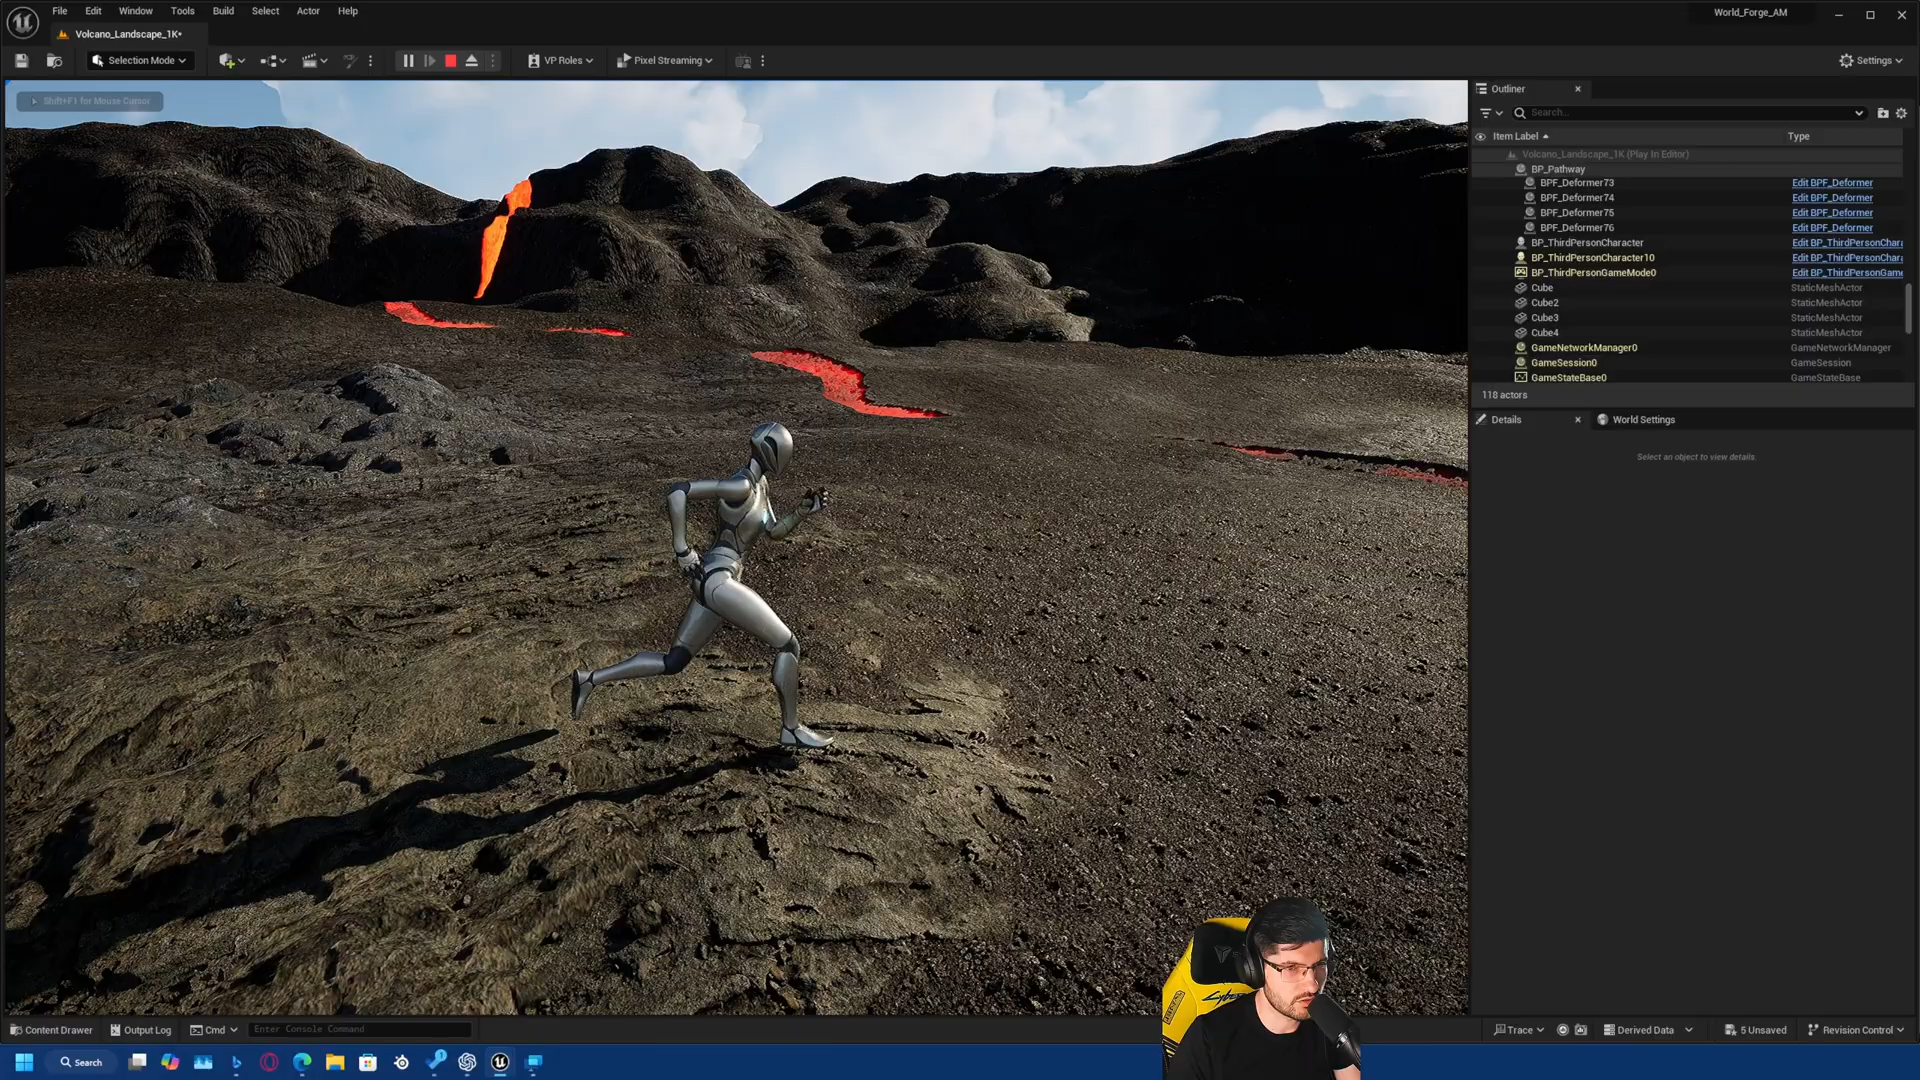 File Edit Window Tools Build Select Actor Help
World_Forge_AM
Volcano_Landscape_1K•
Selection Mode
VP Roles
Pixel Streaming
Settings
Shift+F1 for Mouse Cursor
Outliner
Search...
Item Label
Type
Volcano_Landscape_1K (Play In Editor)
BP_Pathway
BPF_Deformer73 Edit BPF_Deformer
BPF_Deformer74 Edit BPF_Deformer
BPF_Deformer75 Edit BPF_Deformer
BPF_Deformer76 Edit BPF_Deformer
BP_ThirdPersonCharacter Edit BP_ThirdPersonChara
BP_ThirdPersonCharacter10 Edit BP_ThirdPersonChara
BP_ThirdPersonGameMode0 Edit BP_ThirdPersonGame
Cube StaticMeshActor
Cube2 StaticMeshActor
Cube3 StaticMeshActor
Cube4 StaticMeshActor
GameNetworkManager0 GameNetworkManager
GameSession0 GameSession
GameStateBase0 GameStateBase
118 actors
Details
World Settings
Select an object to view details.
Content Drawer
Output Log
Cmd
Enter Console Command
Trace
Derived Data
5 Unsaved
Revision Control
Search